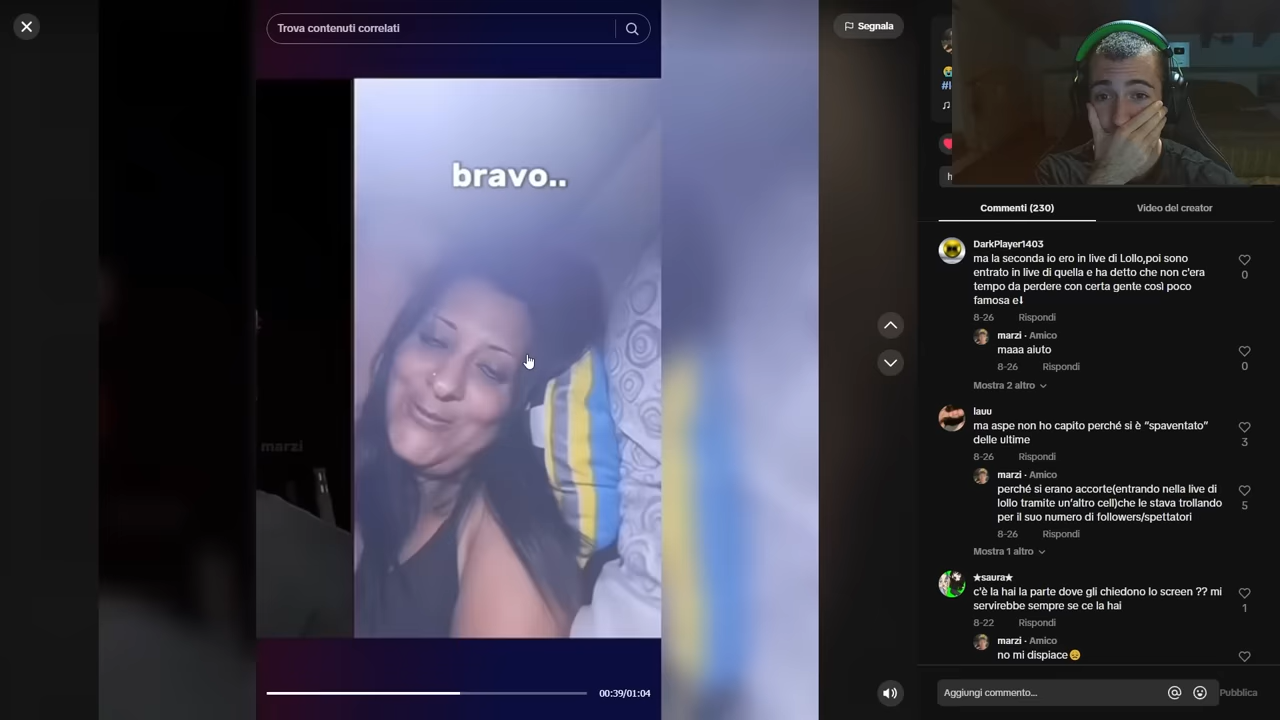 Trova contenuti correlati
Segnala
bravo..
marzi
00:39/01:04
Commenti (230)
Video del creator
DarkPlayer1403
ma la seconda io ero in live di Lollo,poi sono
entrato in live di quella e ha detto che non c'era
tempo da perdere con certa gente così poco
famosa e⬇
0
8-26 Rispondi
marzi · Amico
maaa aiuto
0
8-26 Rispondi
Mostra 2 altro
lauu
ma aspe non ho capito perché si è "spaventato"
delle ultime
3
8-26 Rispondi
marzi · Amico
perché si erano accorte(entrando nella live di
lollo tramite un'altro cell)che le stava trollando
per il suo numero di followers/spettatori
5
8-26 Rispondi
Mostra 1 altro
★saura★
c'è la hai la parte dove gli chiedono lo screen ?? mi
servirebbe sempre se ce la hai
1
8-22 Rispondi
marzi · Amico
no mi dispiace😣
Aggiungi commento...
Pubblica